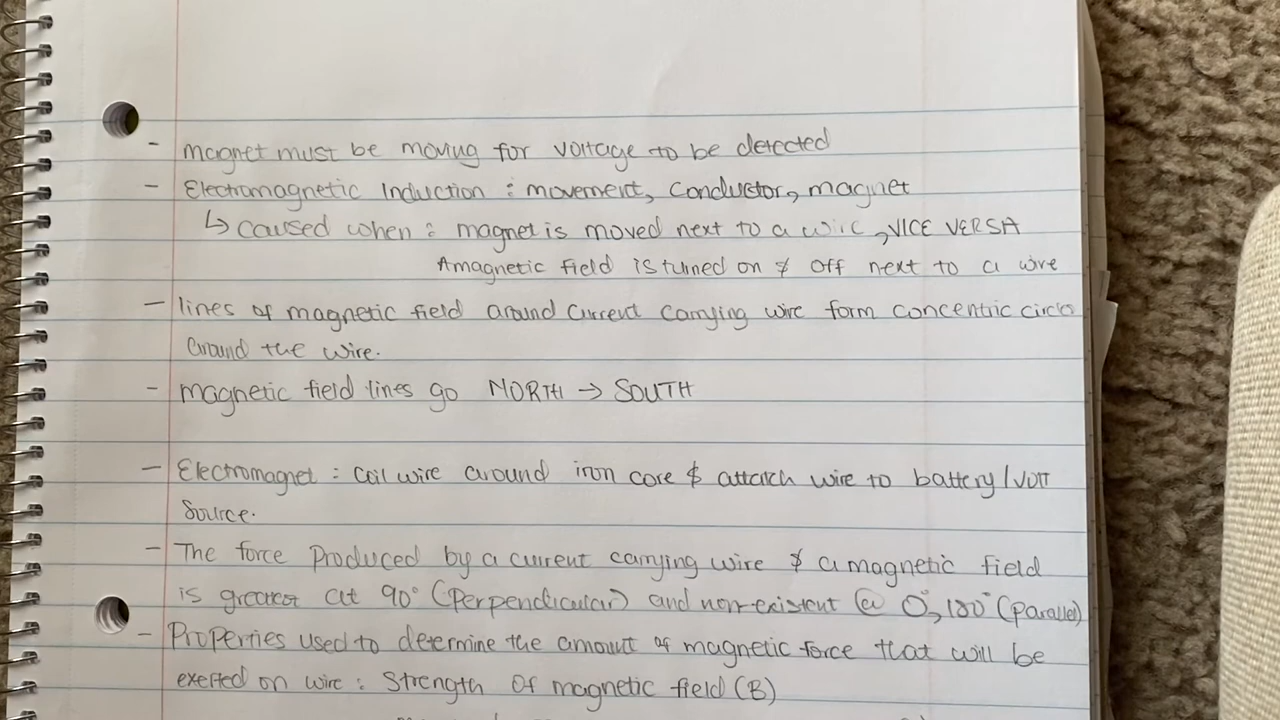 - magnet must be moving for voltage to be detected
- Electromagnetic Induction : movement, conductor, magnet
↳ caused when : magnet is moved next to a wire, VICE VERSA
A magnetic field is turned on & off next to a wire
- lines of magnetic field around current carrying wire form concentric circls
around the wire.
- magnetic field lines go NORTH → SOUTH
- Electromagnet : coil wire around iron core & attatch wire to battery/volt
source.
- The force produced by a current carrying wire & a magnetic field
is greatest at 90° (Perpendicular) and non-existent @ 0°, 180° (parallel)
- Properties used to determine the amount of magnetic force that will be
exerted on wire : Strength of magnetic field (B)